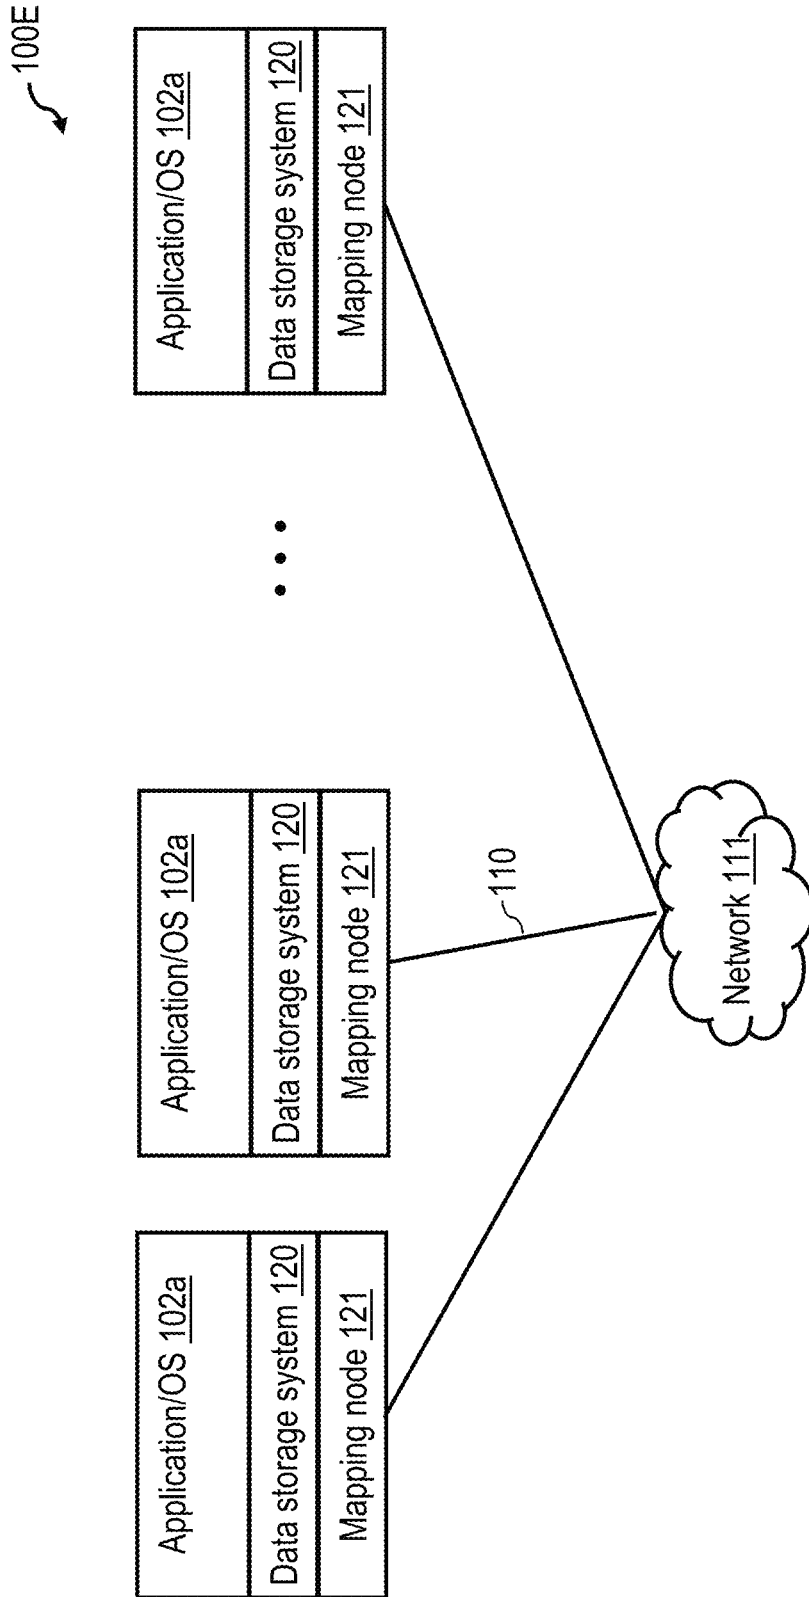 100E
Application/OS 102a
Data storage system 120
Mapping node 121
Application/OS 102a
Data storage system 120
Mapping node 121
Application/OS 102a
Data storage system 120
Mapping node 121
110
Network 111